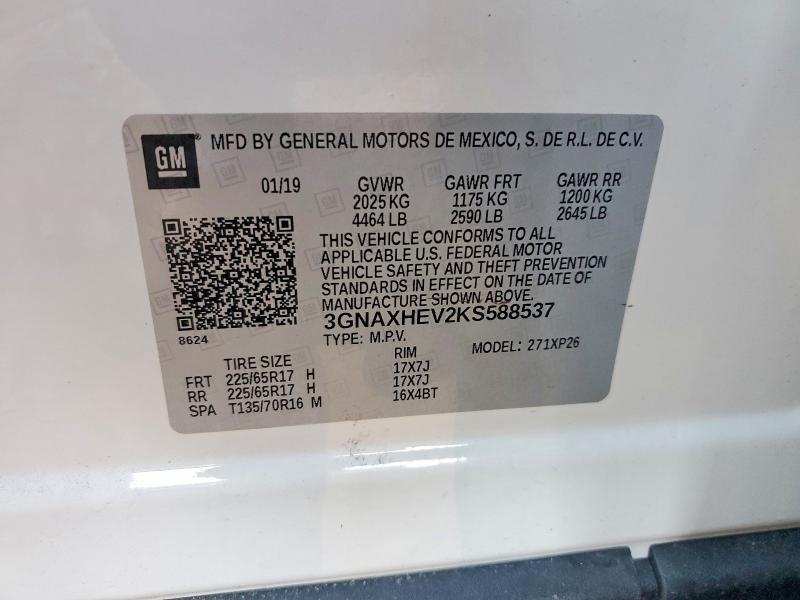 GM ® MFD BY GENERAL MOTORS DE MEXICO, S. DE R.L. DE C.V.
01/19 GVWR GAWR FRT GAWR RR
2025 KG 1175 KG 1200 KG
4464 LB 2590 LB 2645 LB
THIS VEHICLE CONFORMS TO ALL
APPLICABLE U.S. FEDERAL MOTOR
VEHICLE SAFETY AND THEFT PREVENTION
STANDARDS IN EFFECT ON THE DATE OF
MANUFACTURE SHOWN ABOVE.
3GNAXHEV2KS588537
8624 TYPE: M.P.V. MODEL: 271XP26
TIRE SIZE RIM
FRT 225/65R17 H 17X7J
RR 225/65R17 H 17X7J
SPA T135/70R16 M 16X4BT